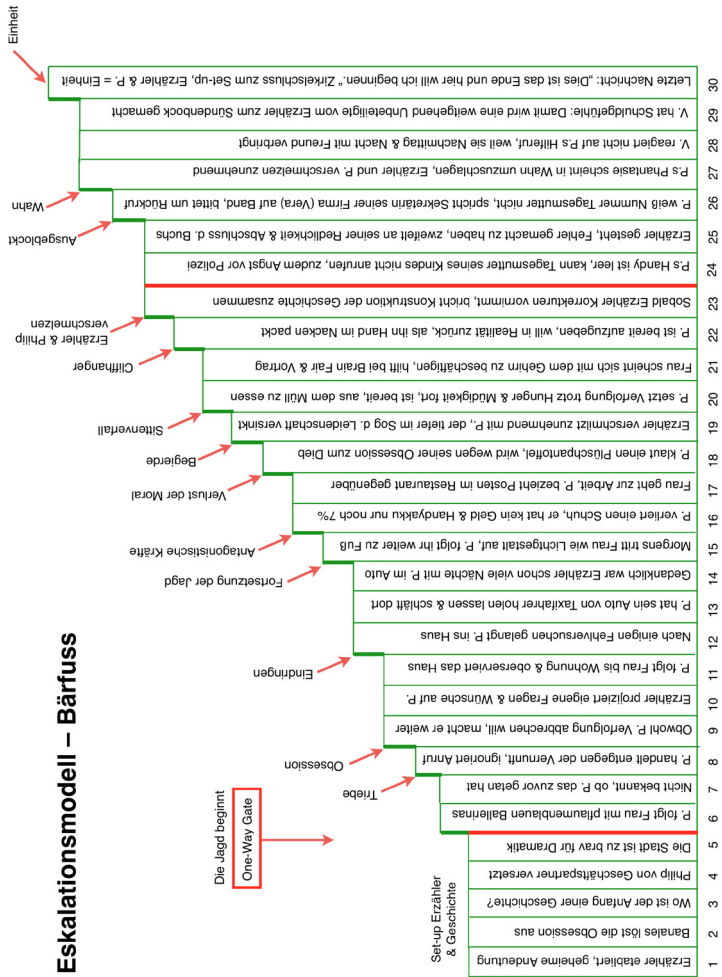 Eskalationsmodell – Bärfuss
Set-up Erzähler
& Geschichte
Die Jagd beginnt
One-Way Gate
Triebe
Obsession
Eindringen
Fortsetzung der Jagd
Antagonistische Kräfte
Verlust der Moral
Begierde
Sittenverfall
Cliffhanger
Erzähler & Philip
verschmelzen
Ausgeblockt
Wahn
Einheit
1 Erzähler etabliert, geheime Andeutung
2 Banales löst die Obsession aus
3 Wo ist der Anfang einer Geschichte?
4 Philip von Geschäftspartner versetzt
5 Die Stadt ist zu brav für Dramatik
6 P. folgt Frau mit pflaumenblauen Ballerinas
7 Nicht bekannt, ob P. das zuvor getan hat
8 P. handelt entgegen der Vernunft, ignoriert Anruf
9 Obwohl P. Verfolgung abbrechen will, macht er weiter
10 Erzähler projiziert eigene Fragen & Wünsche auf P.
11 P. folgt Frau bis Wohnung & oberserviert das Haus
12 Nach einigen Fehlversuchen gelangt P. ins Haus
13 P. hat sein Auto von Taxifahrer holen lassen & schläft dort
14 Gedanklich war Erzähler schon viele Nächte mit P. im Auto
15 Morgens tritt Frau wie Lichtgestalt auf, P. folgt ihr weiter zu Fuß
16 P. verliert einen Schuh, er hat kein Geld & Handyakku nur noch 7%
17 Frau geht zur Arbeit, P. bezieht Posten im Restaurant gegenüber
18 P. klaut einen Plüschpantoffel, wird wegen seiner Obsession zum Dieb
19 Erzähler verschmilzt zunehmend mit P., der tiefer im Sog d. Leidenschaft versinkt
20 P. setzt Verfolgung trotz Hunger & Müdigkeit fort, ist bereit, aus dem Müll zu essen
21 Frau scheint sich mit dem Gehirn zu beschäftigen, hilft bei Brain Fair & Vortrag
22 P. ist bereit aufzugeben, will in Realität zurück, als ihn Hand im Nacken packt
23 Sobald Erzähler Korrekturen vornimmt, bricht Konstruktion der Geschichte zusammen
24 P.s Handy ist leer, kann Tagesmutter seines Kindes nicht anrufen, zudem Angst vor Polizei
25 Erzähler gesteht, Fehler gemacht zu haben, zweifelt an seiner Redlichkeit & Abschluss d. Buchs
26 P. weiß Nummer Tagesmutter nicht, spricht Sekretärin seiner Firma (Vera) auf Band, bittet um Rückruf
27 P.s Phantasie scheint in Wahn umzuschlagen, Erzähler und P. verschmelzen zunehmend
28 V. reagiert nicht auf P.s Hilferuf, weil sie Nachmittag & Nacht mit Freund verbringt
29 V. hat Schuldgefühle: Damit wird eine weitgehend Unbeteiligte vom Erzähler zum Sündenbock gemacht
30 Letzte Nachricht: „Dies ist das Ende und hier will ich beginnen.“ Zirkelschluss zum Set-up, Erzähler & P. = Einheit